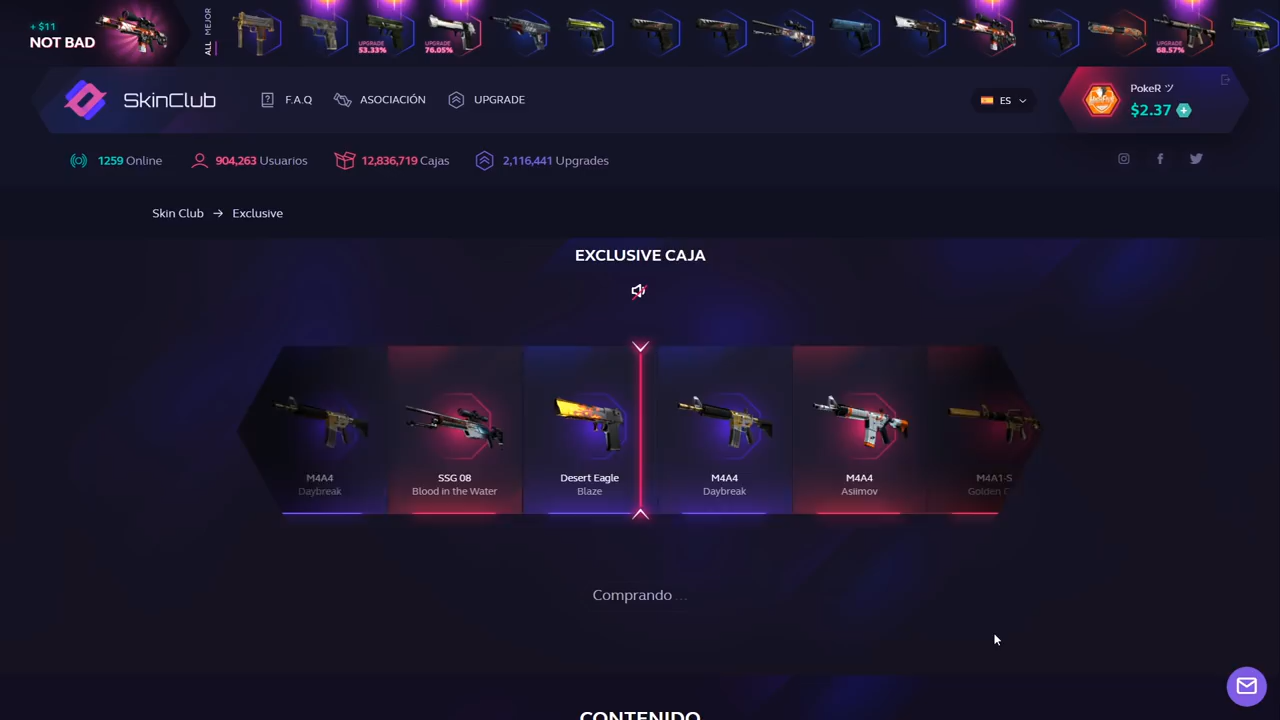 + $11
NOT BAD
ALL MEJOR
UPGRADE
53.33%
UPGRADE
76.05%
UPGRADE
68.57%
SkinClub
F.A.Q
ASOCIACIÓN
UPGRADE
ES
PokeR ツ
$2.37
1259 Online
904,263 Usuarios
12,836,719 Cajas
2,116,441 Upgrades
Skin Club → Exclusive
EXCLUSIVE CAJA
M4A4
Daybreak
SSG 08
Blood in the Water
Desert Eagle
Blaze
M4A4
Daybreak
M4A4
Asiimov
M4A1-S
Golden C
Comprando ...
CONTENIDO